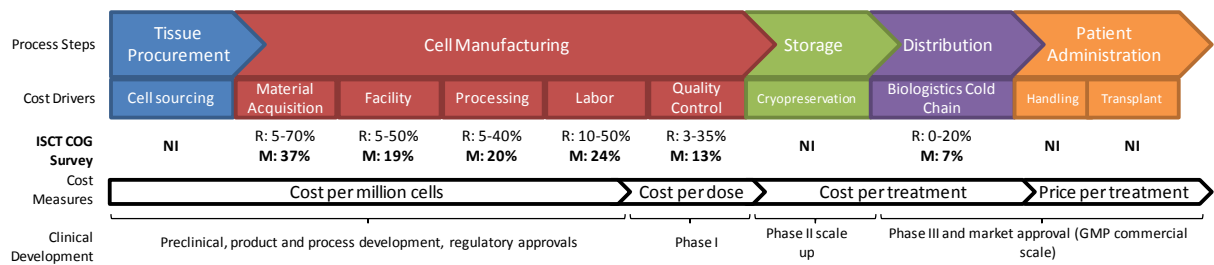 Process Steps
Tissue
Procurement
Cell Manufacturing
Storage
Distribution
Patient
Administration
Cost Drivers
Cell sourcing
Material
Acquisition
Facility
Processing
Labor
Quality
Control
Cryopreservation
Biologistics Cold
Chain
Handling
Transplant
ISCT COG
Survey
NI
R: 5-70%
M: 37%
R: 5-50%
M: 19%
R: 5-40%
M: 20%
R: 10-50%
M: 24%
R: 3-35%
M: 13%
NI
R: 0-20%
M: 7%
NI
NI
Cost
Measures
Cost per million cells
Cost per dose
Cost per treatment
Price per treatment
Clinical
Development
Preclinical, product and process development, regulatory approvals
Phase I
Phase II scale
up
Phase III and market approval (GMP commercial
scale)